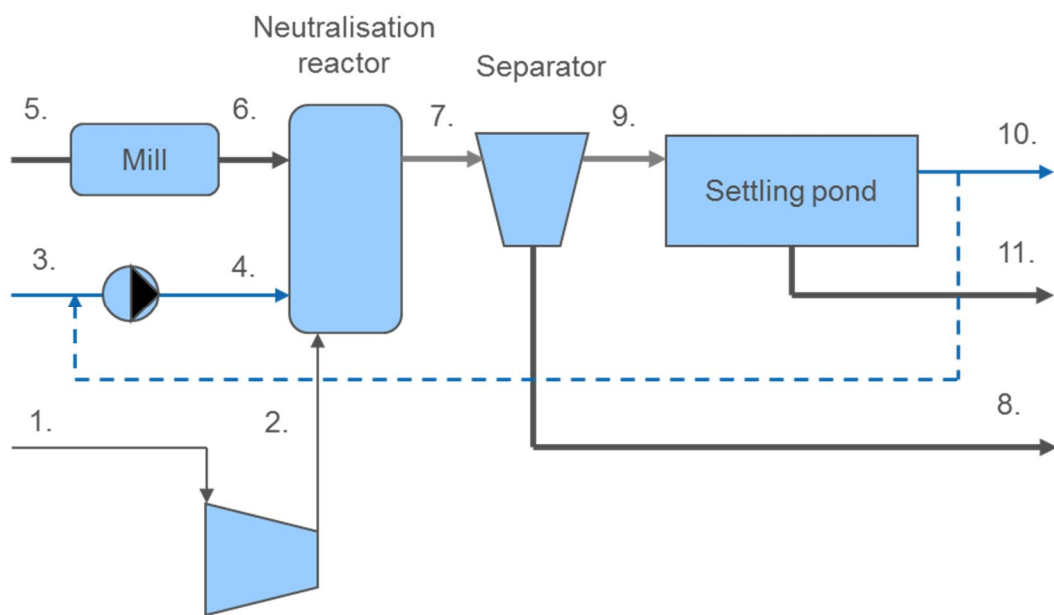 Neutralisation
reactor
Separator
5.
6.
7.
9.
10.
Mill
Settling pond
3.
4.
11.
1.
2.
8.